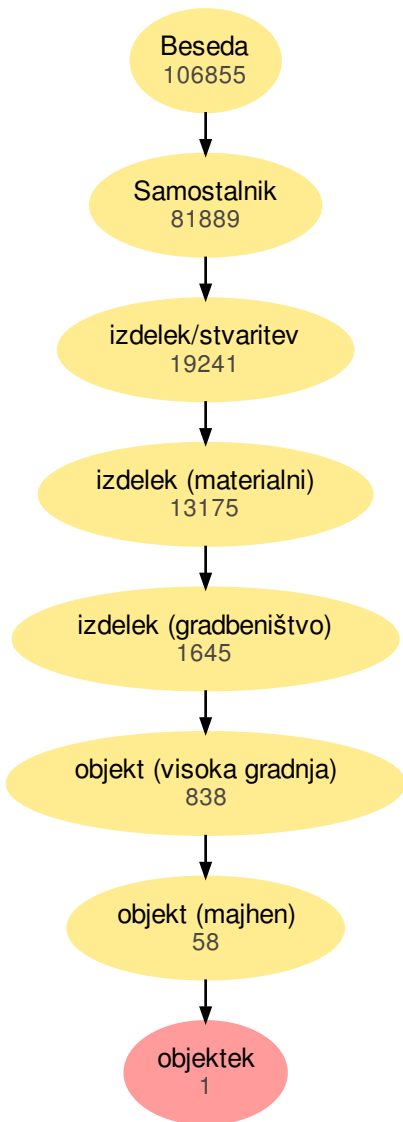 Beseda
106855
Samostalnik
81889
izdelek/stvaritev
19241
izdelek (materialni)
13175
izdelek (gradbeništvo)
1645
objekt (visoka gradnja)
838
objekt (majhen)
58
objektek
1